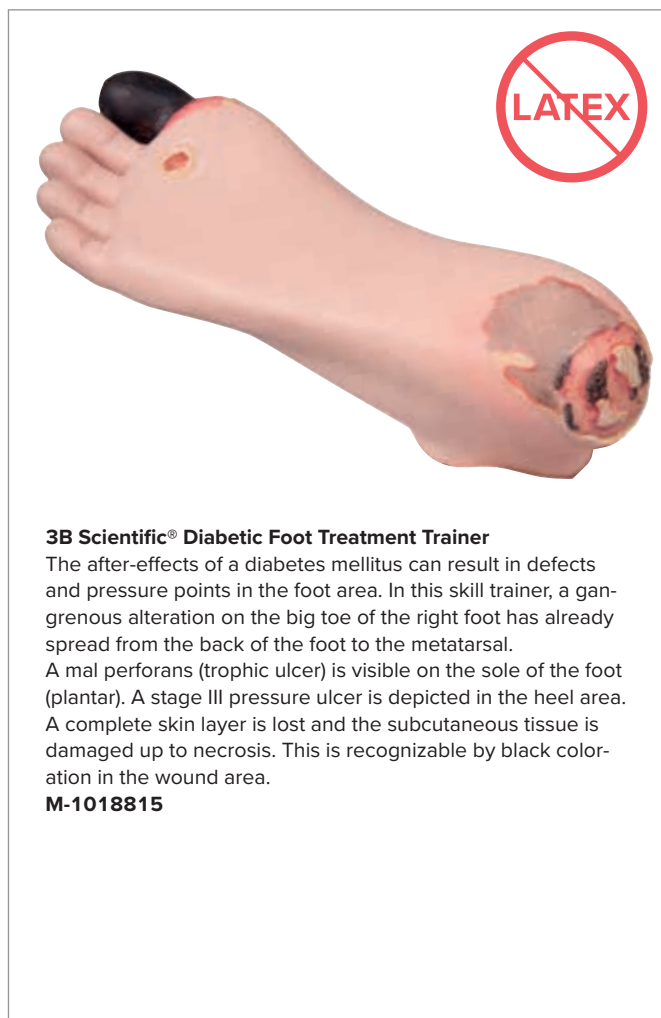 LATEX
3B Scientific® Diabetic Foot Treatment Trainer
The after-effects of a diabetes mellitus can result in defects
and pressure points in the foot area. In this skill trainer, a gan-
grenous alteration on the big toe of the right foot has already
spread from the back of the foot to the metatarsal.
A mal perforans (trophic ulcer) is visible on the sole of the foot
(plantar). A stage III pressure ulcer is depicted in the heel area.
A complete skin layer is lost and the subcutaneous tissue is
damaged up to necrosis. This is recognizable by black color-
ation in the wound area.
M-1018815